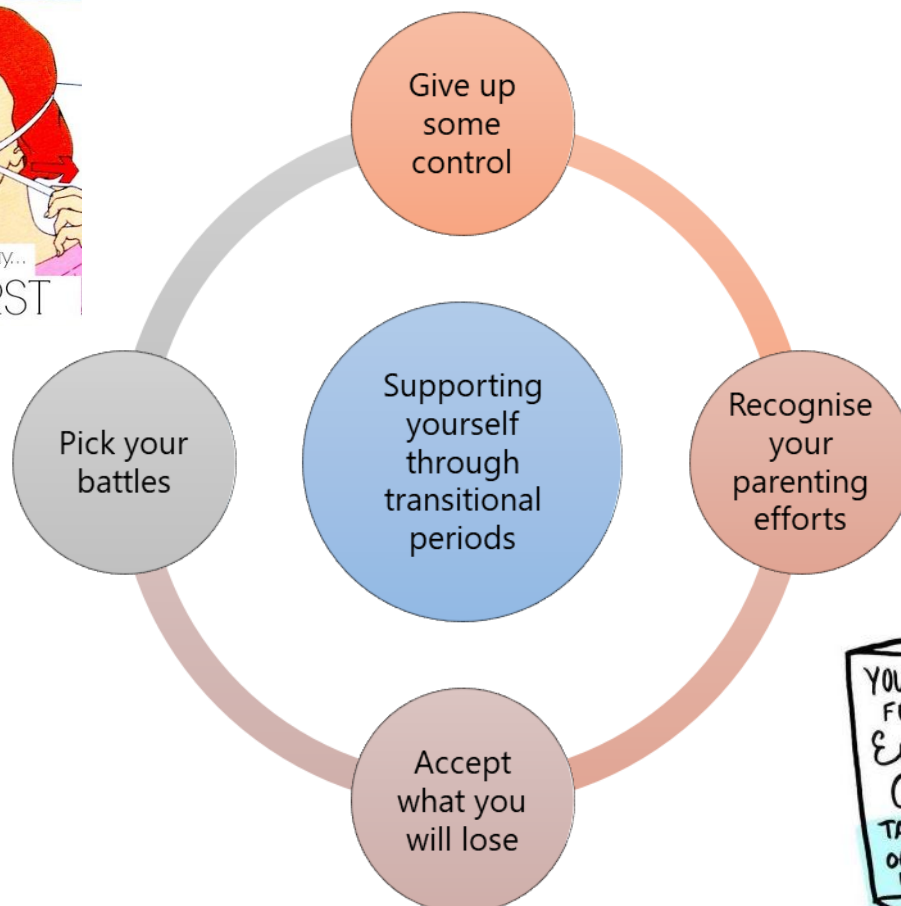 Give up
some
control
Supporting
yourself
through
transitional
periods
Recognise
your
parenting
efforts
Pick your
battles
Accept
what you
will lose